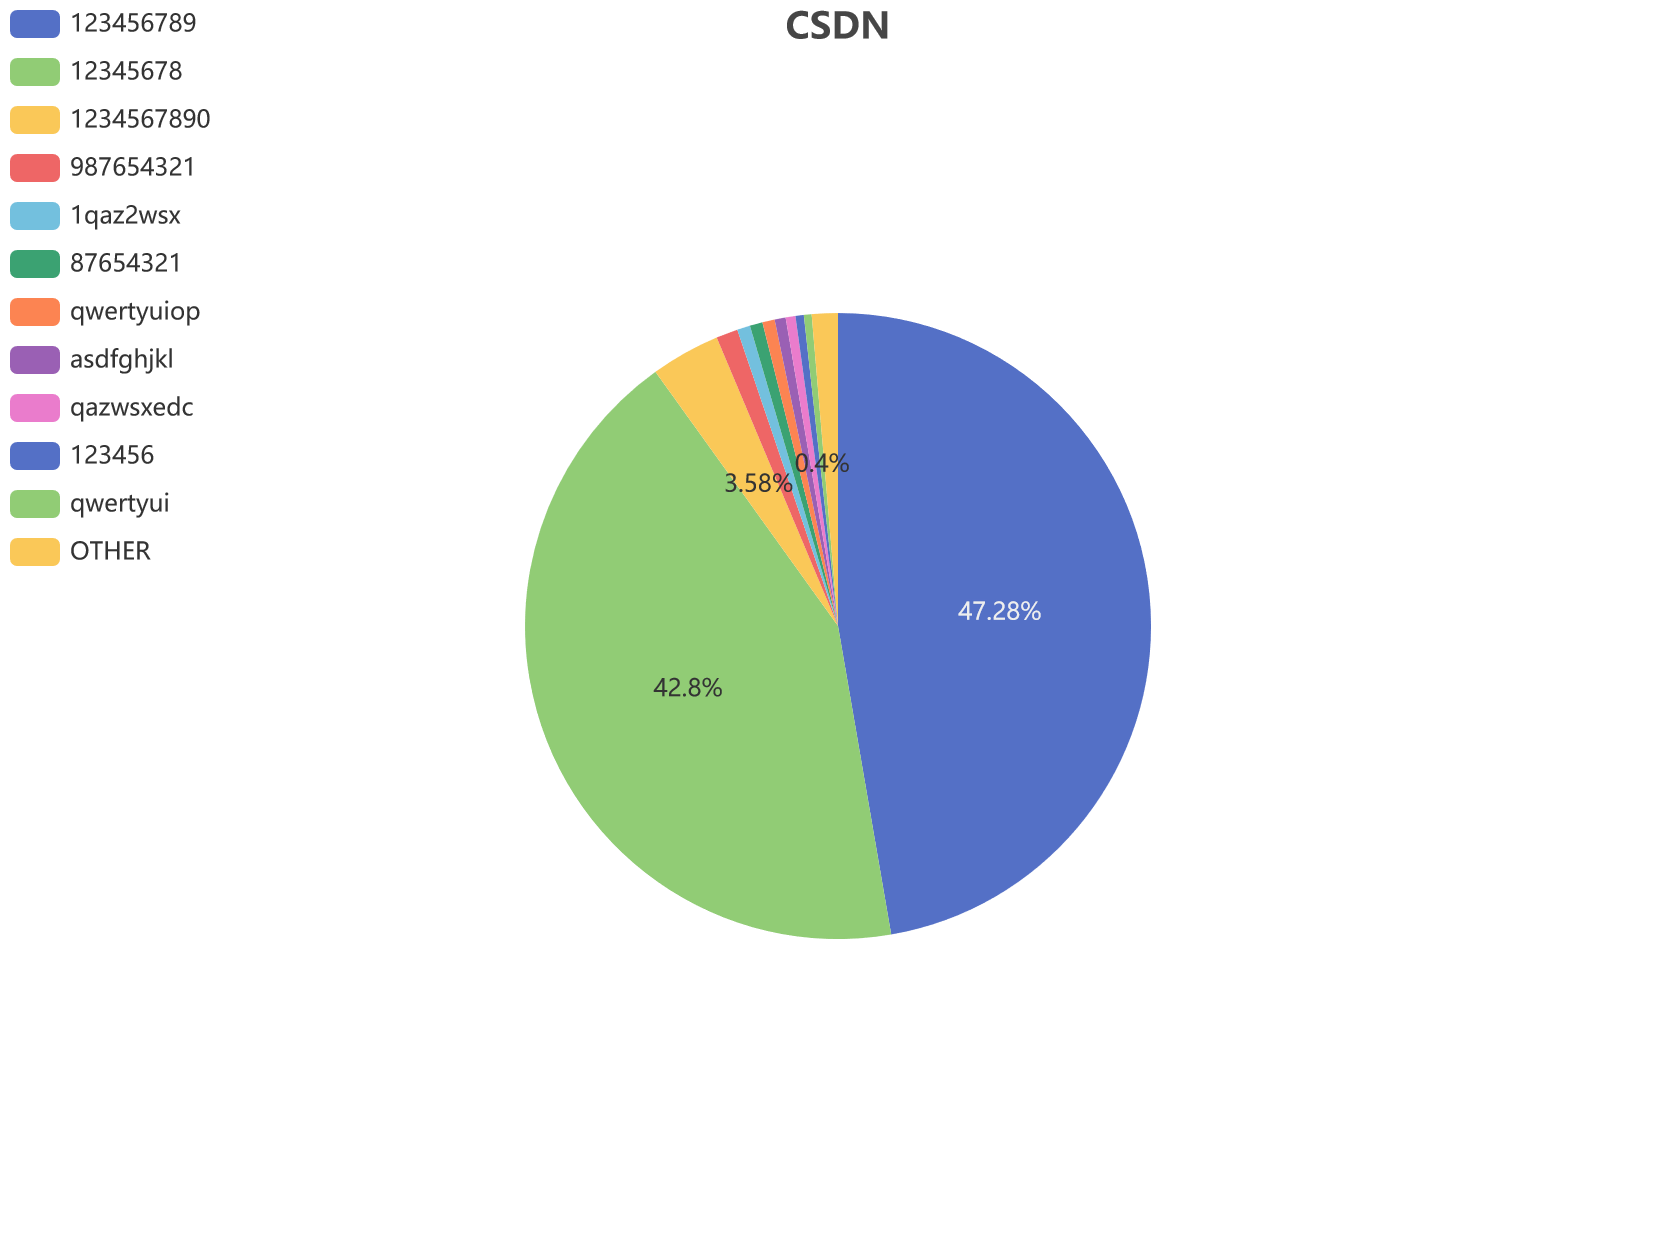 CSDN
123456789
12345678
1234567890
987654321
1qaz2wsx
87654321
qwertyuiop
asdfghjkl
qazwsxedc
123456
qwertyui
OTHER
0.4%
3.58%
47.28%
42.8%